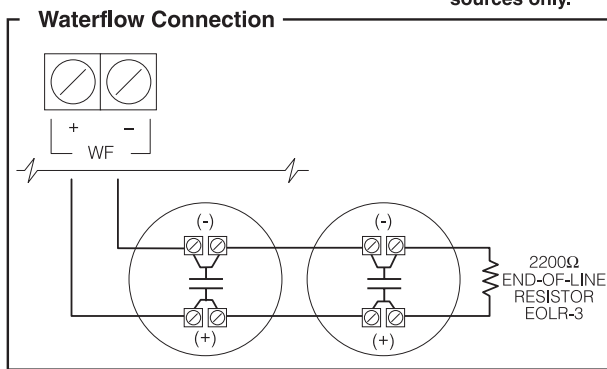 sources only.
Waterflow Connection
+ −
WF
(-) (-)
2200Ω
END-OF-LINE
RESISTOR
EOLR-3
(+) (+)